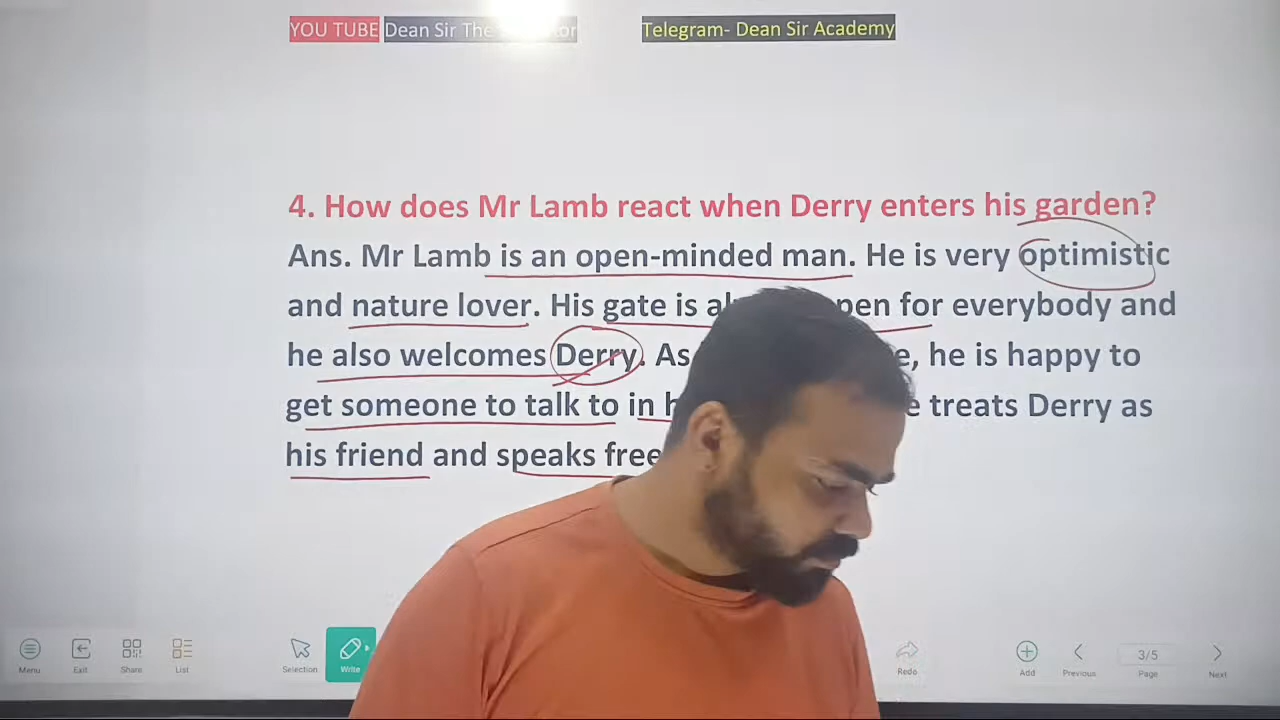 YOU TUBE Dean Sir The
Telegram- Dean Sir Academy
4. How does Mr Lamb react when Derry enters his garden?
Ans. Mr Lamb is an open-minded man. He is very optimistic
and nature lover. His gate is open for everybody and
he also welcomes Derry. As he is happy to
get someone to talk to in treats Derry as
his friend and speaks
Menu
Exit
Share
List
Selection
Write
Redo
Add
Previous
3/5
Page
Next